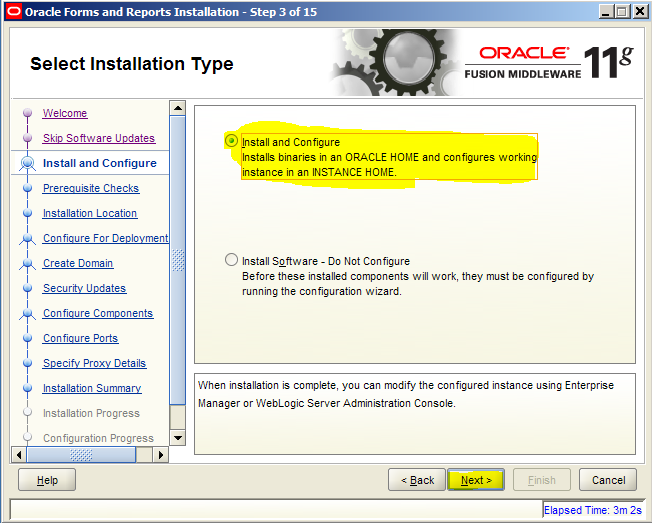 Oracle Forms and Reports Installation - Step 3 of 15
Select Installation Type
ORACLE
FUSION MIDDLEWARE 11g
Welcome
Skip Software Updates
Install and Configure
Prerequisite Checks
Installation Location
Configure For Deployment
Create Domain
Security Updates
Configure Components
Configure Ports
Specify Proxy Details
Installation Summary
Installation Progress
Configuration Progress
Install and Configure
Installs binaries in an ORACLE HOME and configures working
instance in an INSTANCE HOME.
Install Software - Do Not Configure
Before these installed components will work, they must be configured by
running the configuration wizard.
When installation is complete, you can modify the configured instance using Enterprise
Manager or WebLogic Server Administration Console.
Help
< Back
Next >
Finish
Cancel
Elapsed Time: 3m 2s